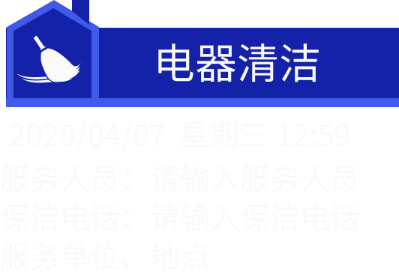 电器清洁
2020/04/07 星期三 12:59
服务人员：请输入服务人员
保洁电话：请输入保洁电话
服务单位、地点